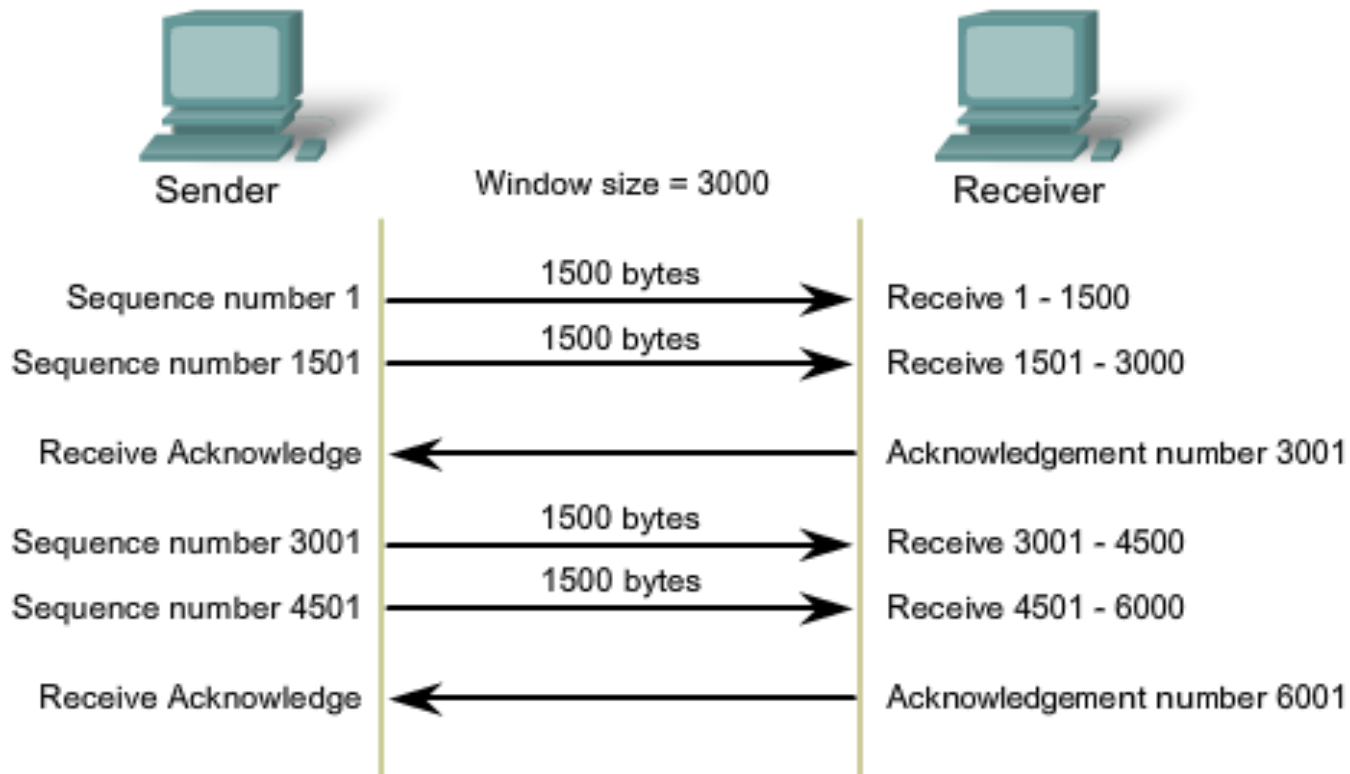 Sender
Window size = 3000
Receiver
1500 bytes
Sequence number 1
Receive 1 - 1500
1500 bytes
Sequence number 1501
Receive 1501 - 3000
Receive Acknowledge
Acknowledgement number 3001
1500 bytes
Sequence number 3001
Receive 3001 - 4500
1500 bytes
Sequence number 4501
Receive 4501 - 6000
Receive Acknowledge
Acknowledgement number 6001